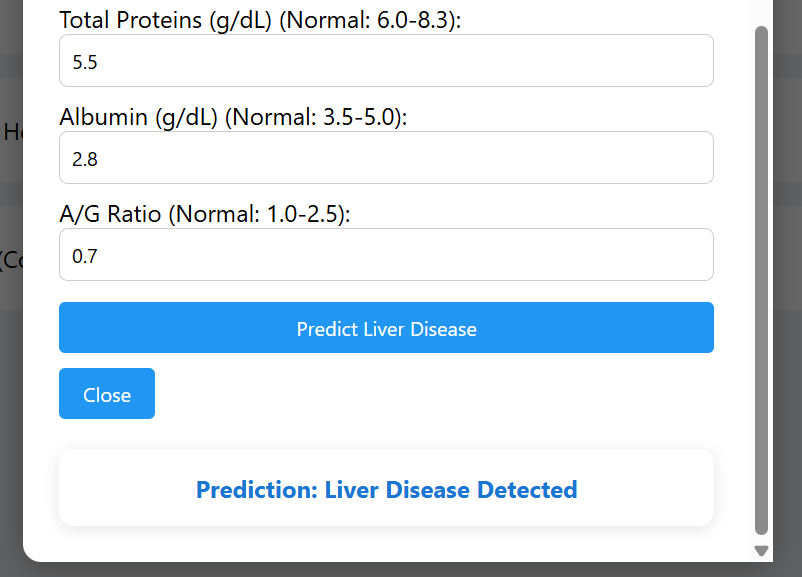 Total Proteins (g/dL) (Normal: 6.0-8.3):
5.5
Albumin (g/dL) (Normal: 3.5-5.0):
2.8
A/G Ratio (Normal: 1.0-2.5):
0.7
Predict Liver Disease
Close
Prediction: Liver Disease Detected